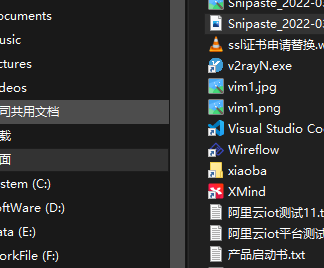 ocuments
usic
ctures
deos
司共用文档
载
面
stem (C:)
oftWare (D:)
ata (E:)
orkFile (F:)
Snipaste_2022-03
Snipaste_2022-03
ssl证书申请替换.w
v2rayN.exe
vim1.jpg
vim1.png
Visual Studio Co
Wireflow
xiaoba
XMind
阿里云iot测试11.t
阿里云iot平台测试
产品启动书.txt